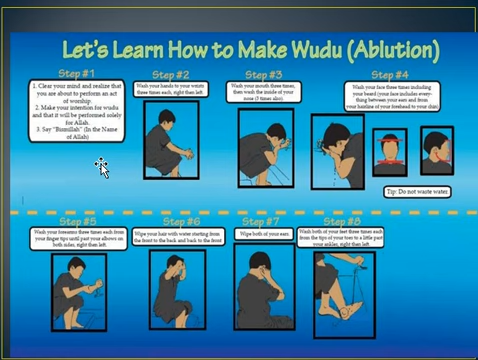 Let's Learn How to Make Wudu (Ablution)
Step #1
1. Clear your mind and realize that
you are about to perform an act
of worship.
2. Make your intention for wudu
and that it will be performed solely
for Allah.
3. Say "Bismillah" (In the Name
of Allah)
Step #2
Wash your hands to your wrists
three times each, right then left.
Step #3
Wash your mouth three times,
then wash the inside of your
nose (3 times also).
Step #4
Wash your face three times including
your beard (your face includes every-
thing between your ears and from
your hairline of your forehead to your chin).
Tip: Do not waste water.
Step #5
Wash your forearms three times each from
your finger tips until past your elbows on
both sides, right then left.
Step #6
Wipe your hair with water starting from
the front to the back and back to the front
Step #7
Wipe both of your ears.
Step #8
Wash both of your feet three times each
from the tips of your toes to a little past
your ankles, right then left.